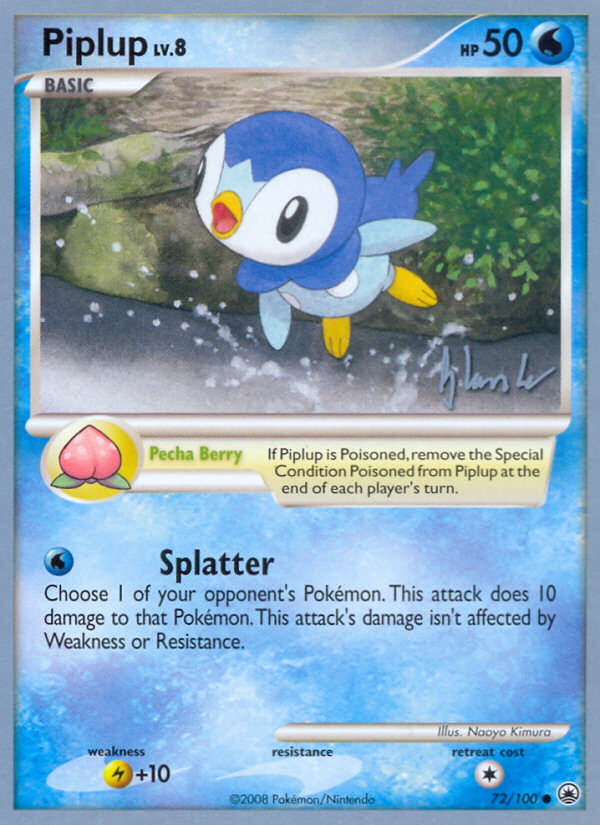 Piplup LV.8
HP 50
BASIC
Pecha Berry
If Piplup is Poisoned, remove the Special
Condition Poisoned from Piplup at the
end of each player's turn.
Splatter
Choose 1 of your opponent's Pokémon. This attack does 10
damage to that Pokémon. This attack's damage isn't affected by
Weakness or Resistance.
Illus. Naoyo Kimura
weakness
resistance
retreat cost
+10
©2008 Pokémon/Nintendo
72/100